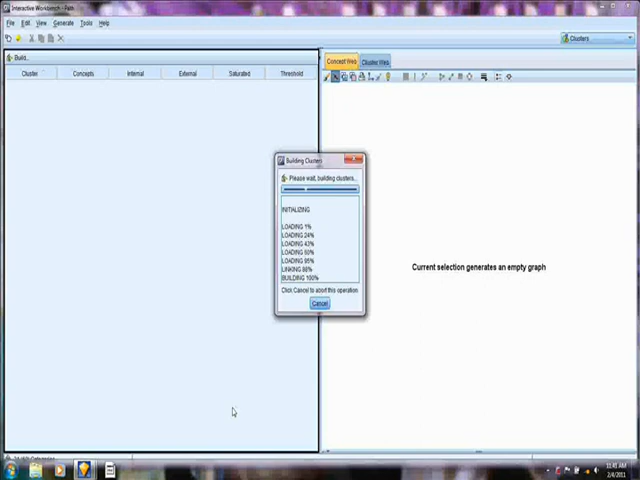 Interactive Workbench - Path
File Edit View Generate Tools Help
Clusters
Build...
Concept Web Cluster Web
Cluster Concepts Internal External Saturated Threshold
Building Clusters
Please wait, building clusters...
INITIALIZING
LOADING 1%
LOADING 24%
LOADING 43%
LOADING 60%
LOADING 95%
LINKING 98%
BUILDING 100%
Click Cancel to abort this operation
Cancel
Current selection generates an empty graph
11:41 AM
2/4/2011